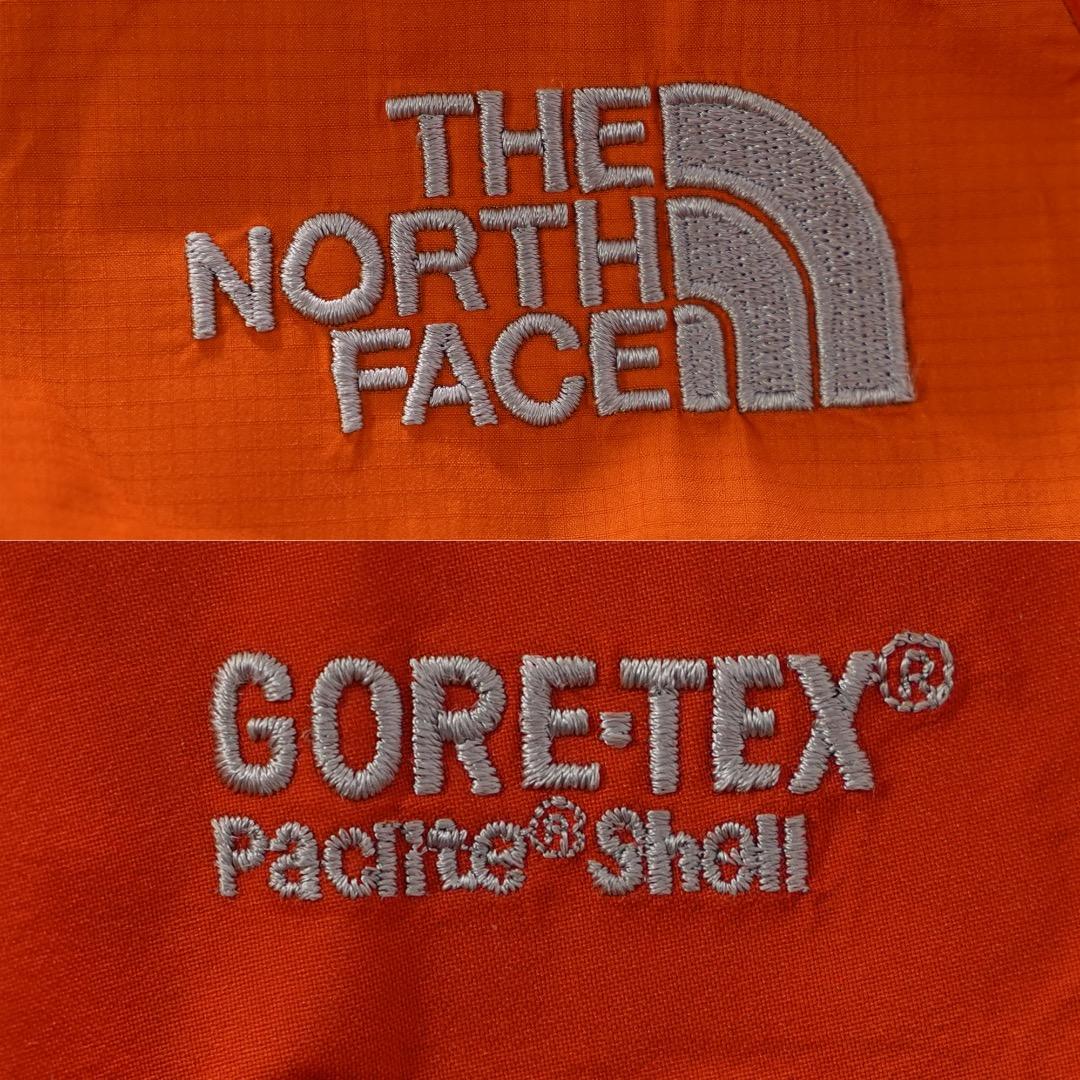 THE
NORTH
FACE
GORE-TEX®
Paclite® Shell